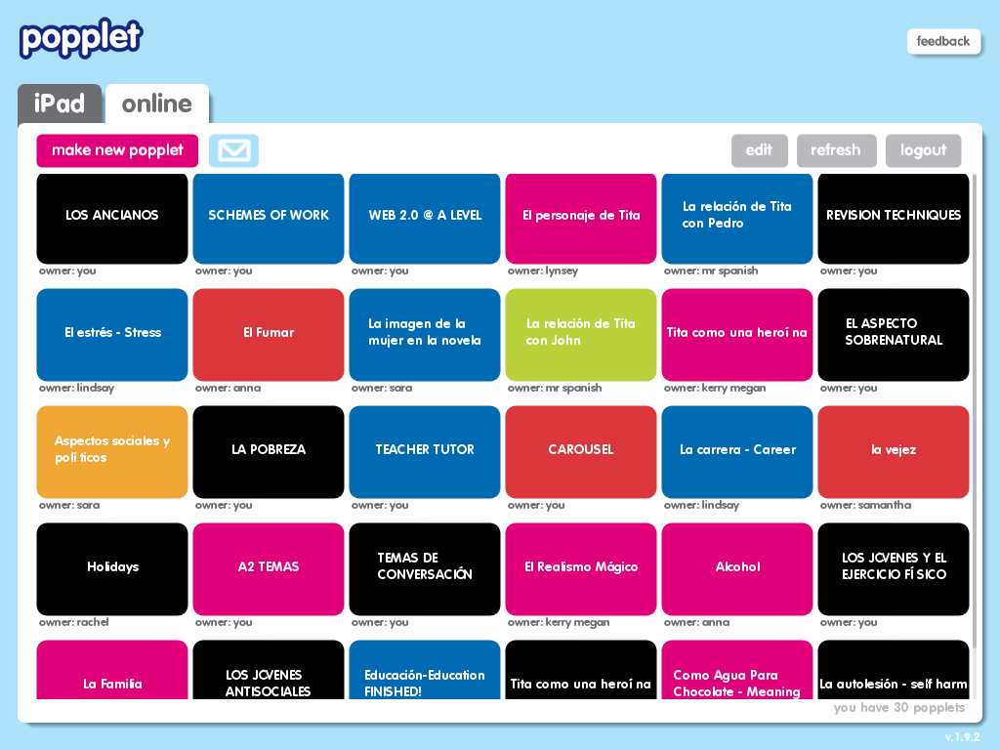 popplet
feedback
iPad
online
make new popplet
edit
refresh
logout
LOS ANCIANOS
owner: you
SCHEMES OF WORK
owner: you
WEB 2.0 @ A LEVEL
owner: you
El personaje de Tita
owner: lynsey
La relación de Tita
con Pedro
owner: mr spanish
REVISION TECHNIQUES
owner: you
El estrés - Stress
owner: lindsay
El Fumar
owner: anna
La imagen de la
mujer en la novela
owner: sara
La relación de Tita
con John
owner: mr spanish
Tita como una heroí na
owner: kerry megan
EL ASPECTO
SOBRENATURAL
owner: you
Aspectos sociales y
polí ticos
owner: sara
LA POBREZA
owner: you
TEACHER TUTOR
owner: you
CAROUSEL
owner: you
La carrera - Career
owner: lindsay
la vejez
owner: samantha
Holidays
owner: rachel
A2 TEMAS
owner: you
TEMAS DE
CONVERSACIÓN
owner: you
El Realismo Mágico
owner: kerry megan
Alcohol
owner: anna
LOS JÓVENES Y EL
EJERCICIO FÍ SICO
owner: you
La Familia
LOS JÓVENES
ANTISOCIALES
Educación-Education
FINISHED!
Tita como una heroí na
Como Agua Para
Chocolate - Meaning
La autolesión - self harm
you have 30 popplets
v.1.9.2